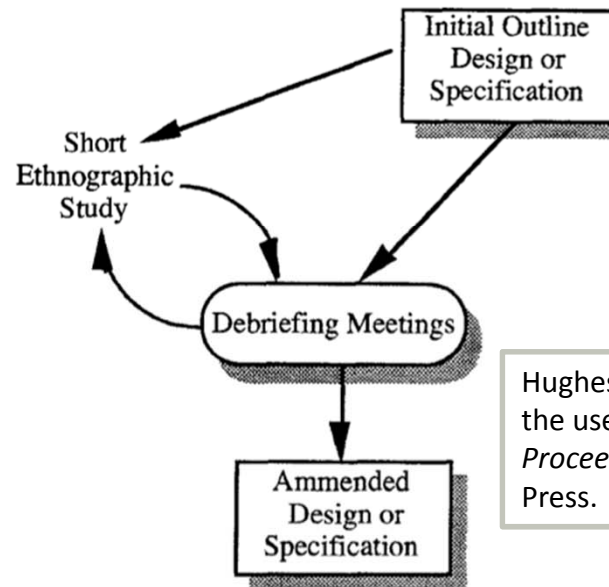 Initial Outline
Design or
Specification
Short
Ethnographic
Study
Debriefing Meetings
Ammended
Design or
Specification
Hughes
the use
Procee
Press.